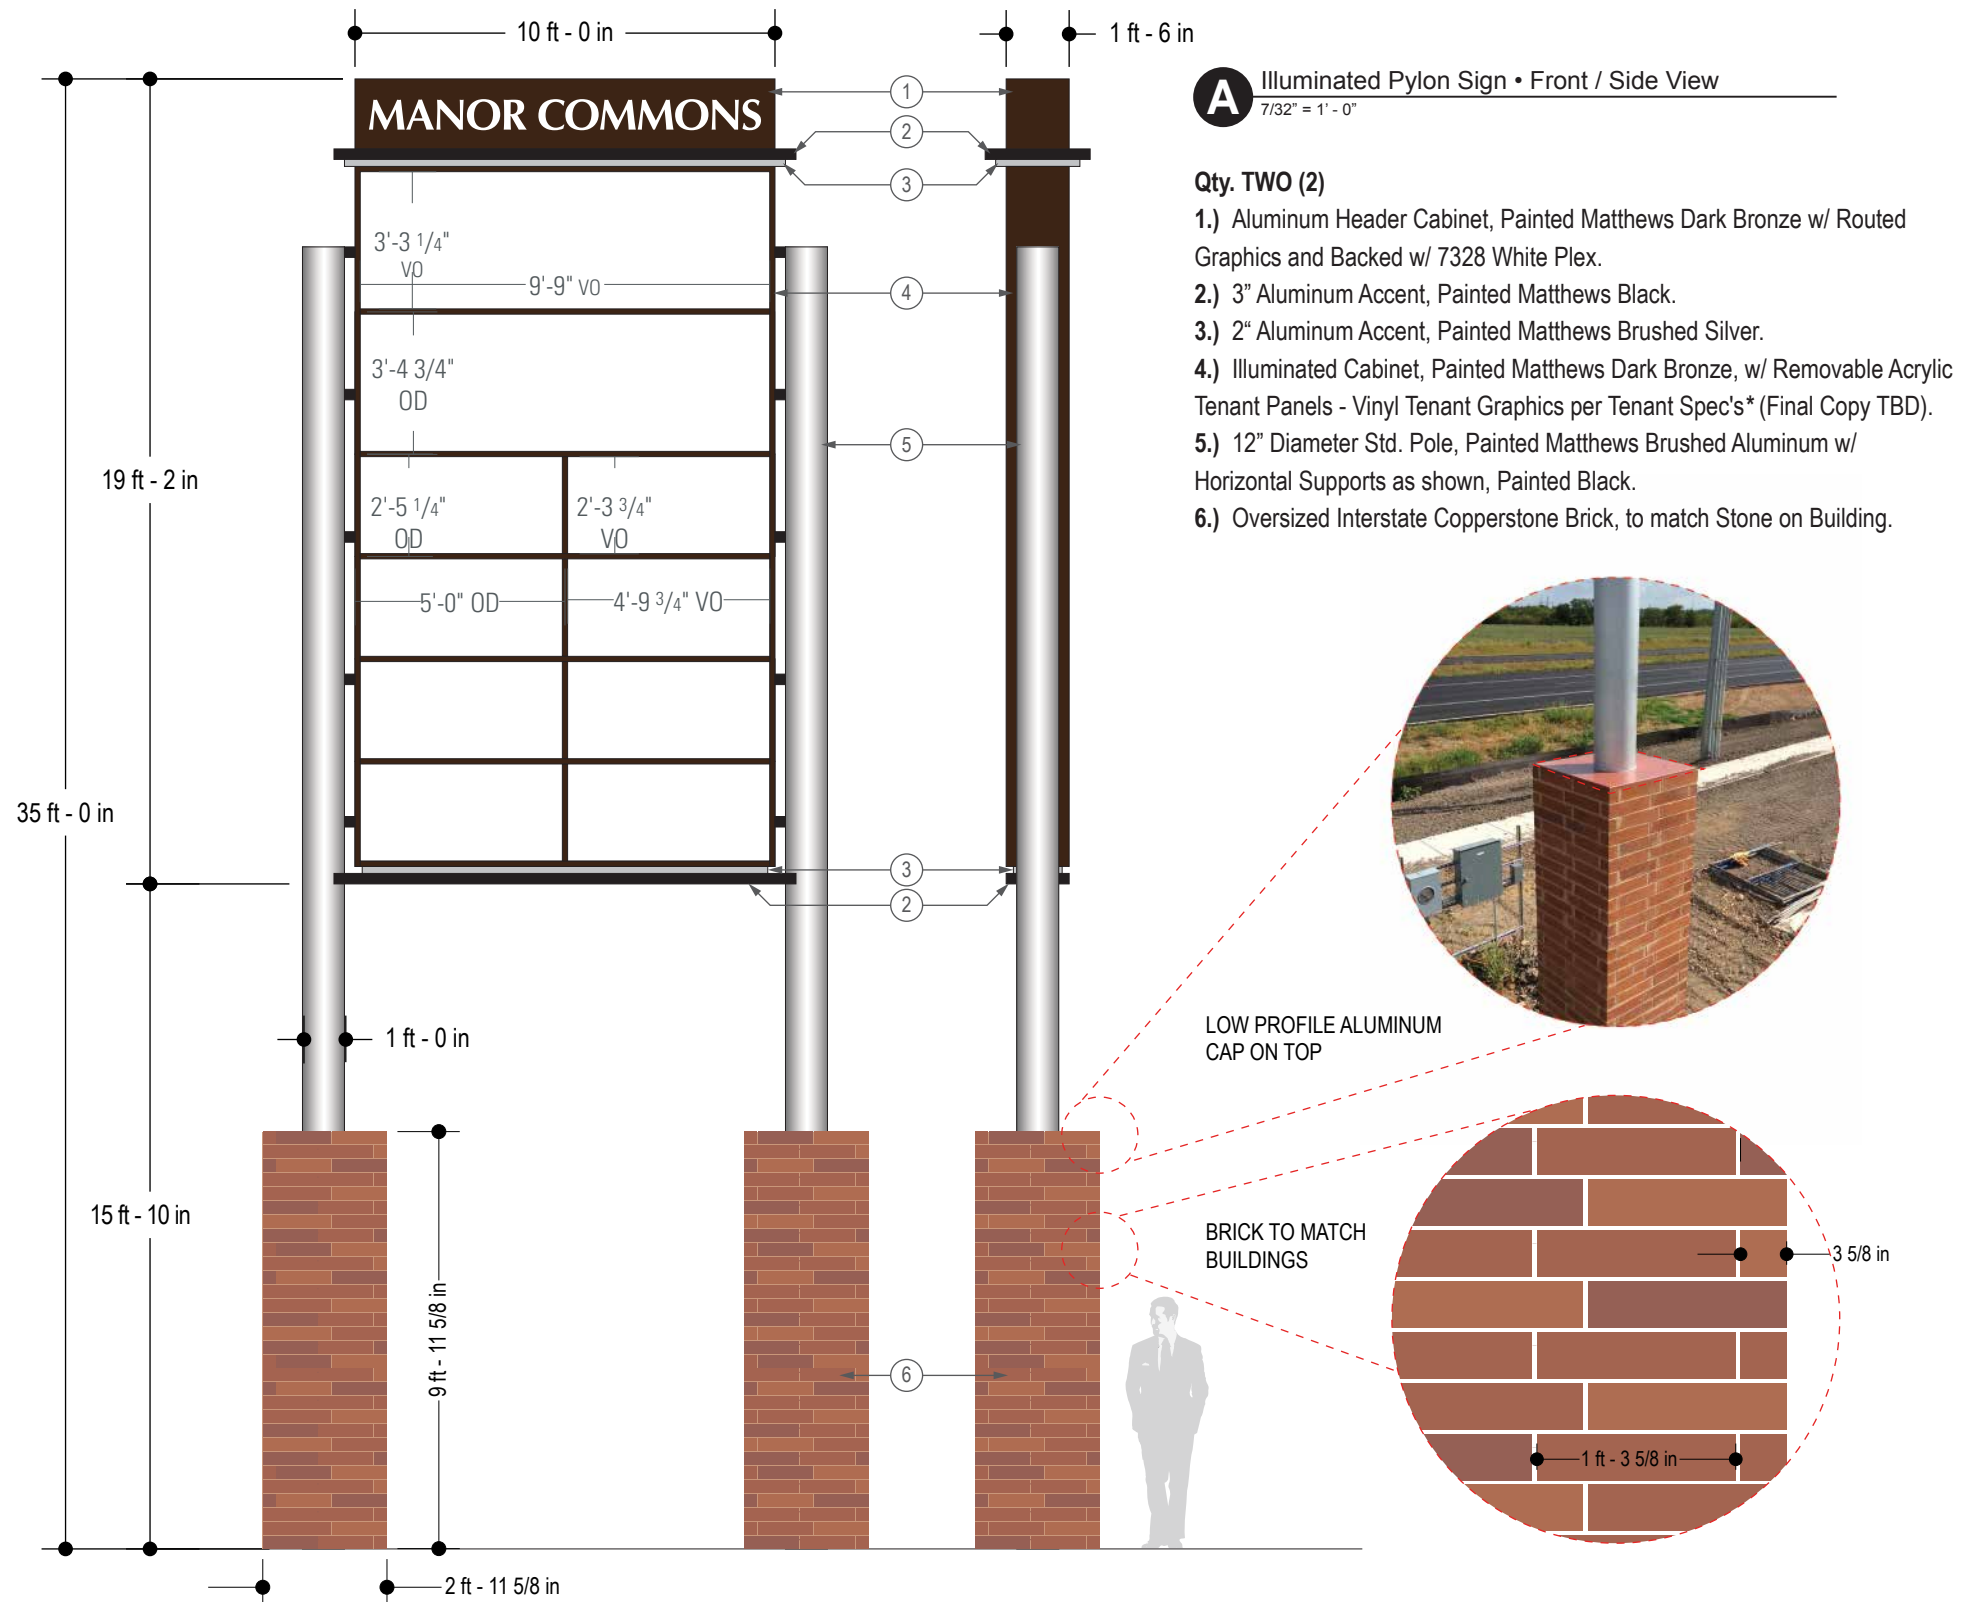 10 ft - 0 in
1 ft - 6 in
A
Illuminated Pylon Sign • Front / Side View
7/32" = 1' - 0"
MANOR COMMONS
1
2
3
Qty. TWO (2)
1.) Aluminum Header Cabinet, Painted Matthews Dark Bronze w/ Routed
Graphics and Backed w/ 7328 White Plex.
2.) 3” Aluminum Accent, Painted Matthews Black.
3.) 2“ Aluminum Accent, Painted Matthews Brushed Silver.
4.) Illuminated Cabinet, Painted Matthews Dark Bronze, w/ Removable Acrylic
Tenant Panels - Vinyl Tenant Graphics per Tenant Spec's* (Final Copy TBD).
5.) 12” Diameter Std. Pole, Painted Matthews Brushed Aluminum w/
Horizontal Supports as shown, Painted Black.
6.) Oversized Interstate Copperstone Brick, to match Stone on Building.
3'-3 1/4"
VO
9'-9" VO
4
3'-4 3/4"
OD
5
19 ft - 2 in
2'-5 1/4"
OD
2'-3 3/4"
VO
5'-0" OD
4'-9 3/4" VO
35 ft - 0 in
3
2
1 ft - 0 in
LOW PROFILE ALUMINUM
CAP ON TOP
15 ft - 10 in
BRICK TO MATCH
BUILDINGS
3 5/8 in
9 ft - 11 5/8 in
6
1 ft - 3 5/8 in
2 ft - 11 5/8 in